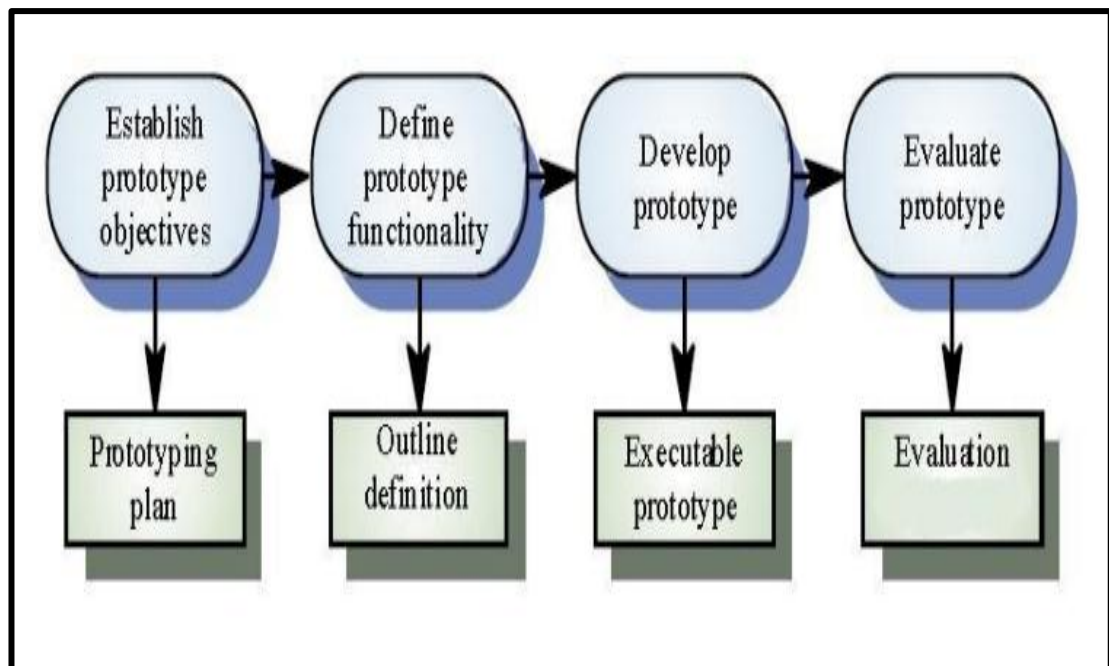 Establish
prototype
objectives
Define
prototype
functionality
Develop
prototype
Evaluate
prototype
Prototyping
plan
Outline
definition
Executable
prototype
Evaluation